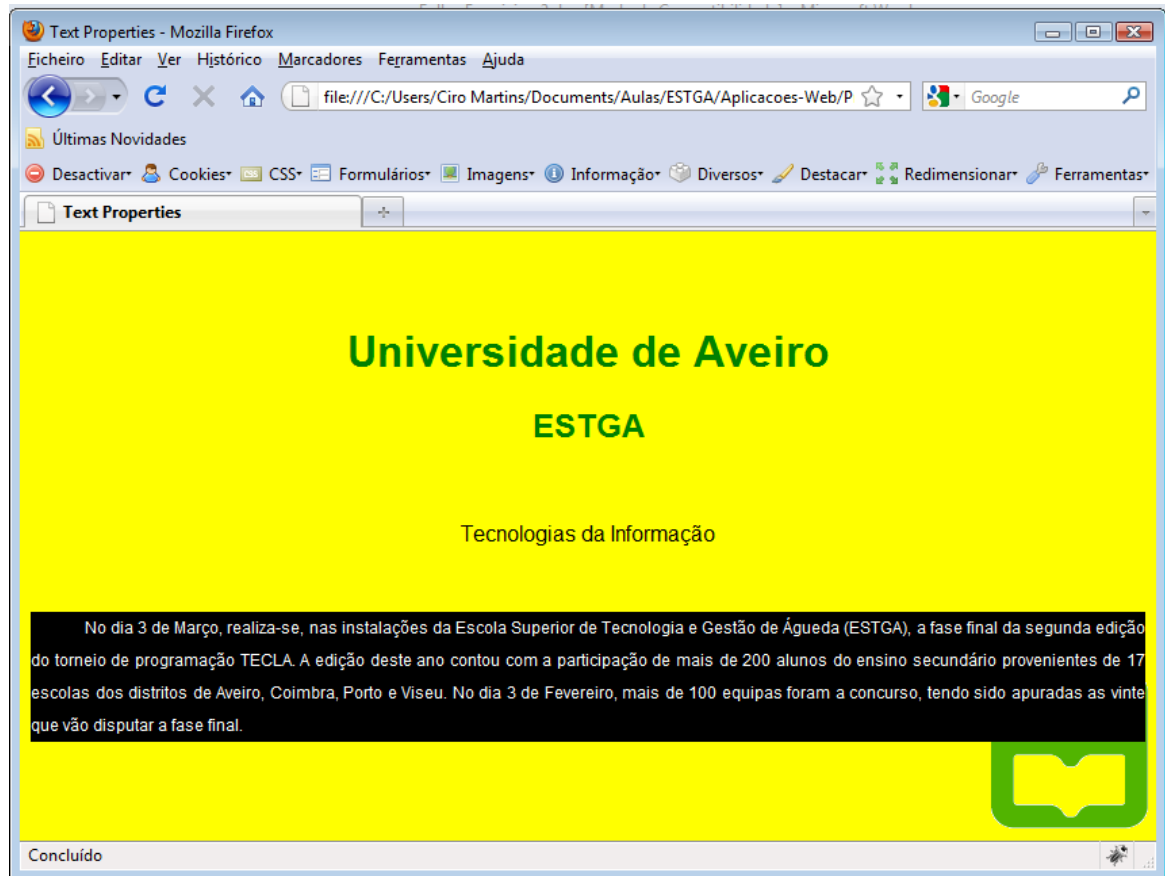 Text Properties - Mozilla Firefox
Ficheiro Editar Ver Histórico Marcadores Ferramentas Ajuda
file:///C:/Users/Ciro Martins/Documents/Aulas/ESTGA/Aplicacoes-Web/P
Google
Últimas Novidades
Desactivar Cookies CSS Formulários Imagens Informação Diversos Destacar Redimensionar Ferramentas
Text Properties
Universidade de Aveiro
ESTGA
Tecnologias da Informação
No dia 3 de Março, realiza-se, nas instalações da Escola Superior de Tecnologia e Gestão de Águeda (ESTGA), a fase final da segunda edição
do torneio de programação TECLA. A edição deste ano contou com a participação de mais de 200 alunos do ensino secundário provenientes de 17
escolas dos distritos de Aveiro, Coimbra, Porto e Viseu. No dia 3 de Fevereiro, mais de 100 equipas foram a concurso, tendo sido apuradas as vinte
que vão disputar a fase final.
Concluído